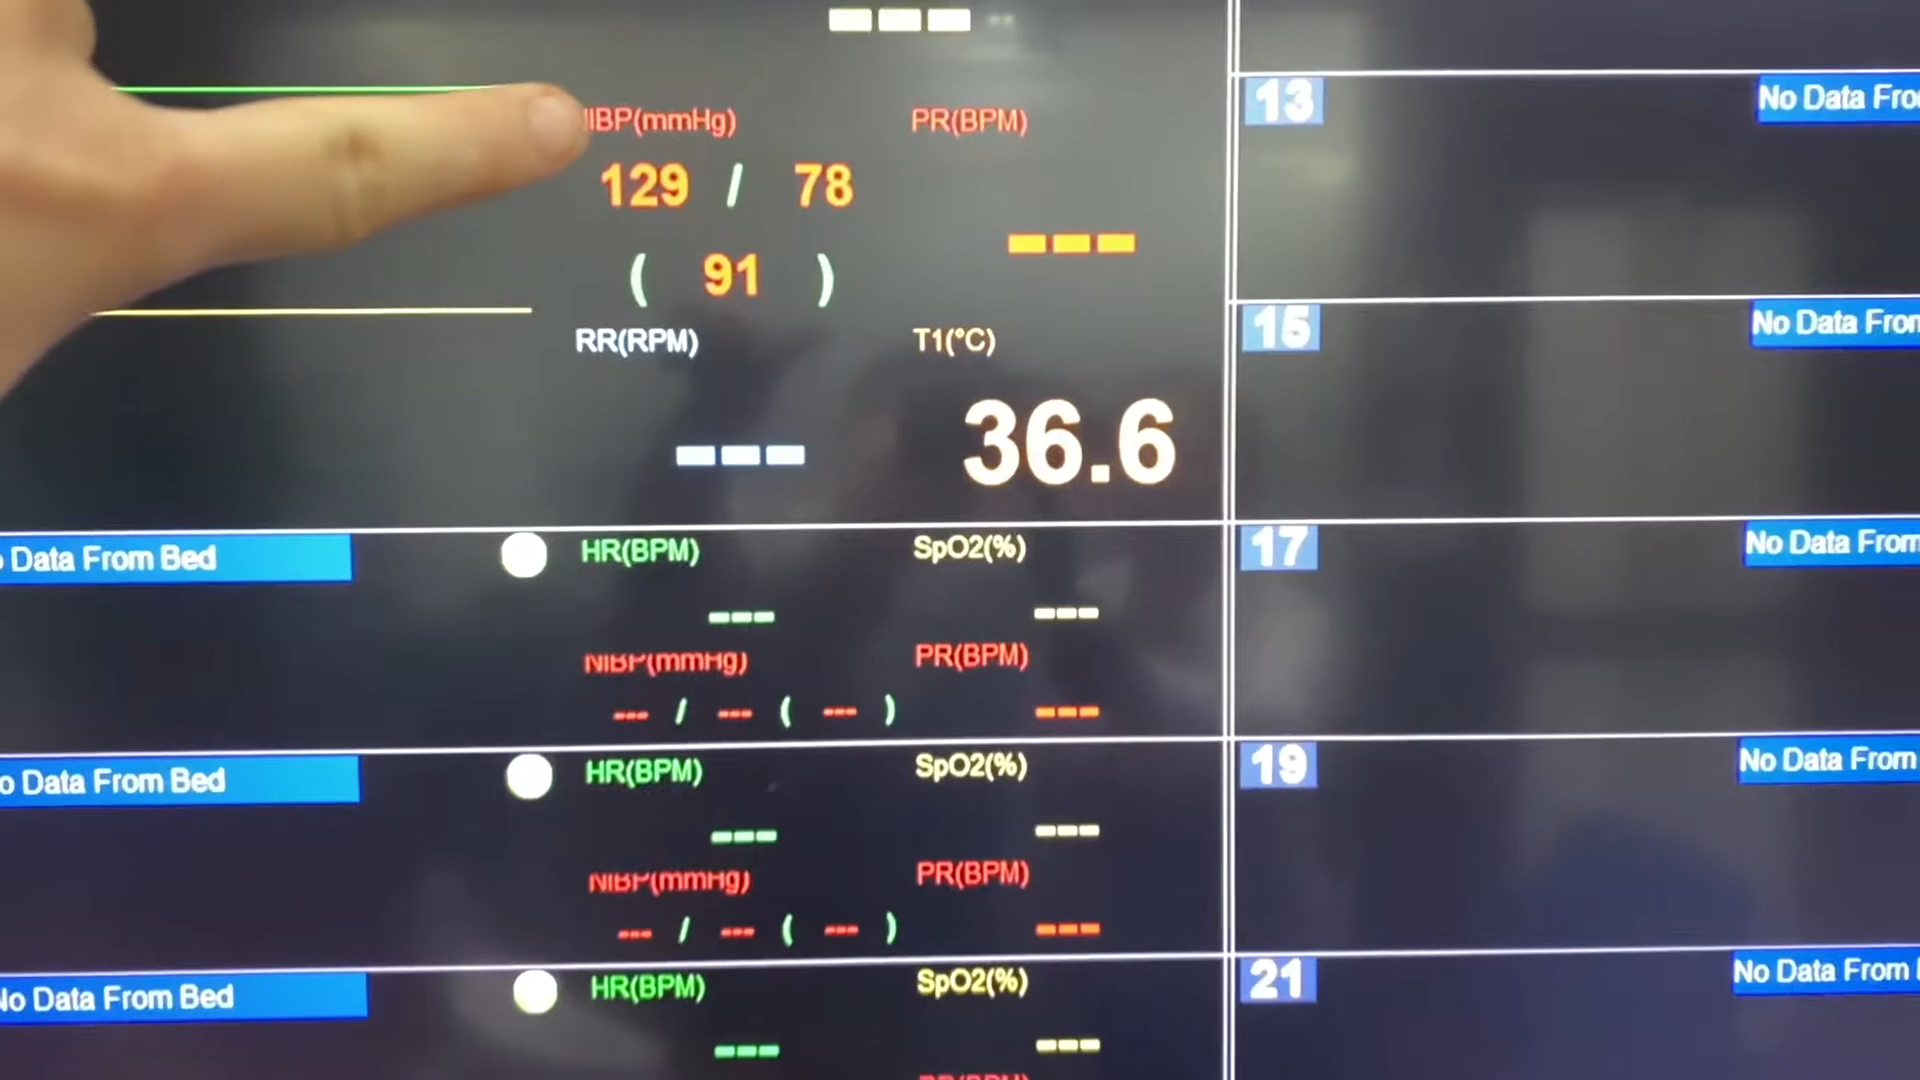 NIBP(mmHg) PR(BPM)
129 / 78
---
( 91 )
RR(RPM) T1(°C)
--- 36.6
Data From Bed HR(BPM) SpO2(%)
--- ---
NIBP(mmHg) PR(BPM)
--- / --- ( --- ) ---
Data From Bed HR(BPM) SpO2(%)
--- ---
NIBP(mmHg) PR(BPM)
--- / --- ( --- ) ---
No Data From Bed HR(BPM) SpO2(%)
--- ---
PR(BPM)
13 No Data Fro
15 No Data From
17 No Data From
19 No Data From
21 No Data From